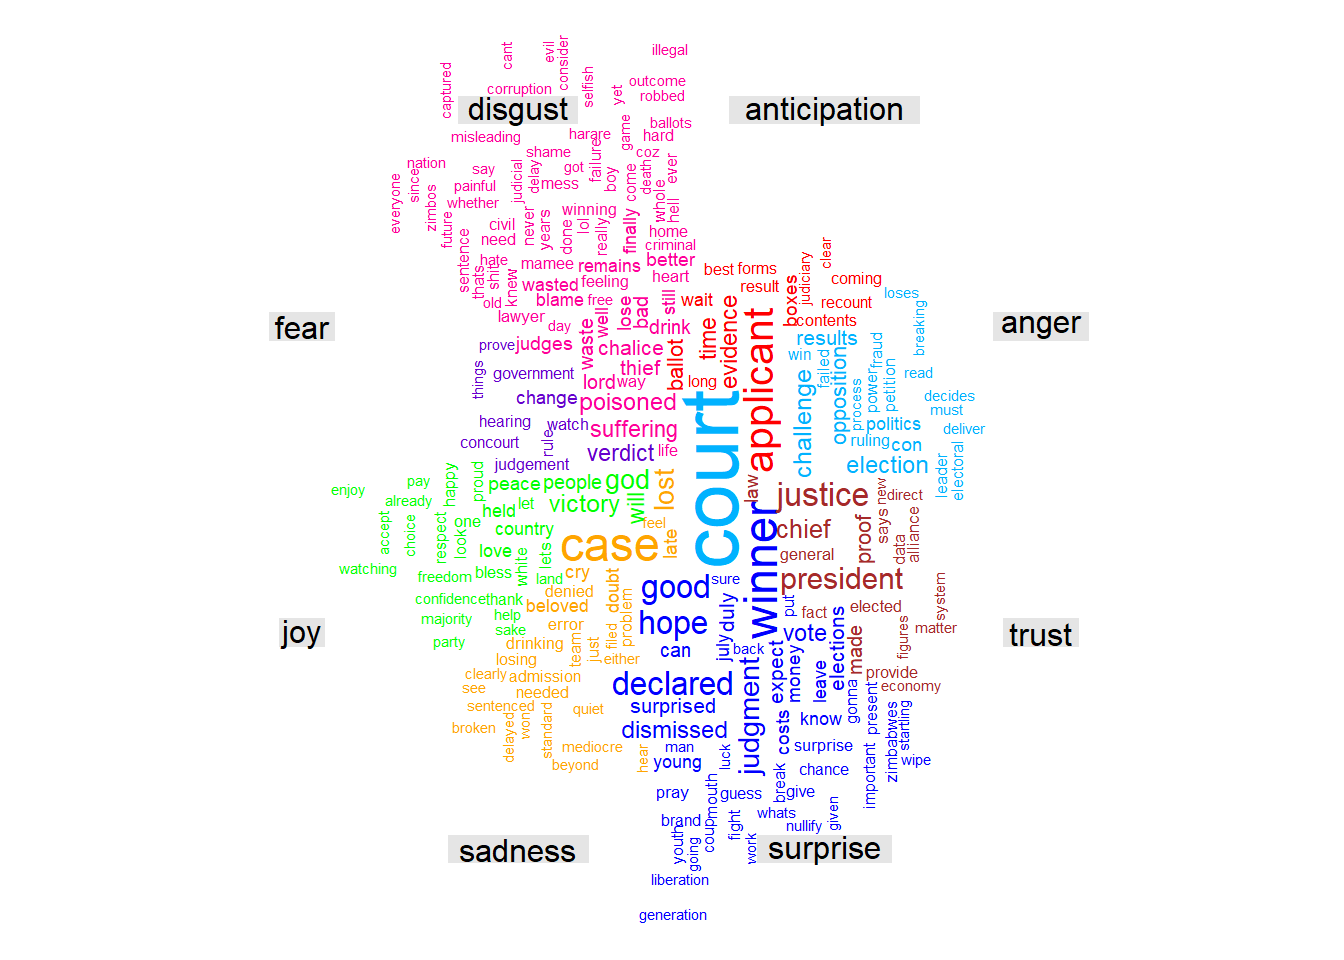 illegal
cant
evil
consider
captured
corruption
selfish
yet
outcome
robbed
disgust
anticipation
misleading
harare
game
ballots
hard
nation
say
shame
failure
coz
since
painful
judicial
delay
got
mess
boy
come
death
ever
everyone
zimbos
whether
future
civil
need
never
years
winning
done
lol
really
finally
whole
hell
home
criminal
sentence
hate
thats
shit
knew
mamee
remains
better
wasted
feeling
heart
best
forms
clear
result
judiciary
coming
old
blame
free
lose
bad
still
wait
boxes
recount
loses
lawyer
day
well
drink
time
evidence
applicant
contents
breaking
fear
anger
prove
judges
waste
chalice
ballot
results
win
failed
opposition
fraud
things
government
thief
lord
way
long
challenge
process
power
petition
read
change
poisoned
court
decides
must
hearing
watch
suffering
politics
deliver
concourt
rule
verdict
life
ruling
con
judgement
election
leader
electoral
enjoy
pay
happy
proud
peace
people
god
lost
law
justice
new
direct
already
held
let
victory
will
winner
chief
says
accept
choice
respect
look
one
country
feel
proof
data
alliance
love
lets
case
late
general
watching
freedom
bless
white
land
cry
good
sure
president
confidence
thank
denied
doubt
put
system
majority
help
beloved
problem
hope
duly
fact
elected
joy
party
sake
error
filed
july
vote
matter
trust
drinking
team
just
can
back
made
figures
losing
either
judgment
expect
money
elections
clearly
admission
declared
leave
provide
see
needed
economy
sentenced
quiet
surprised
gonna
present
broken
delayed
won
standard
dismissed
costs
know
zimbabwes
startling
mediocre
man
luck
surprise
beyond
hear
young
chance
important
wipe
pray
mouth
guess
break
give
brand
coup
fight
whats
nullify
given
sadness
youth
going
work
surprise
liberation
generation